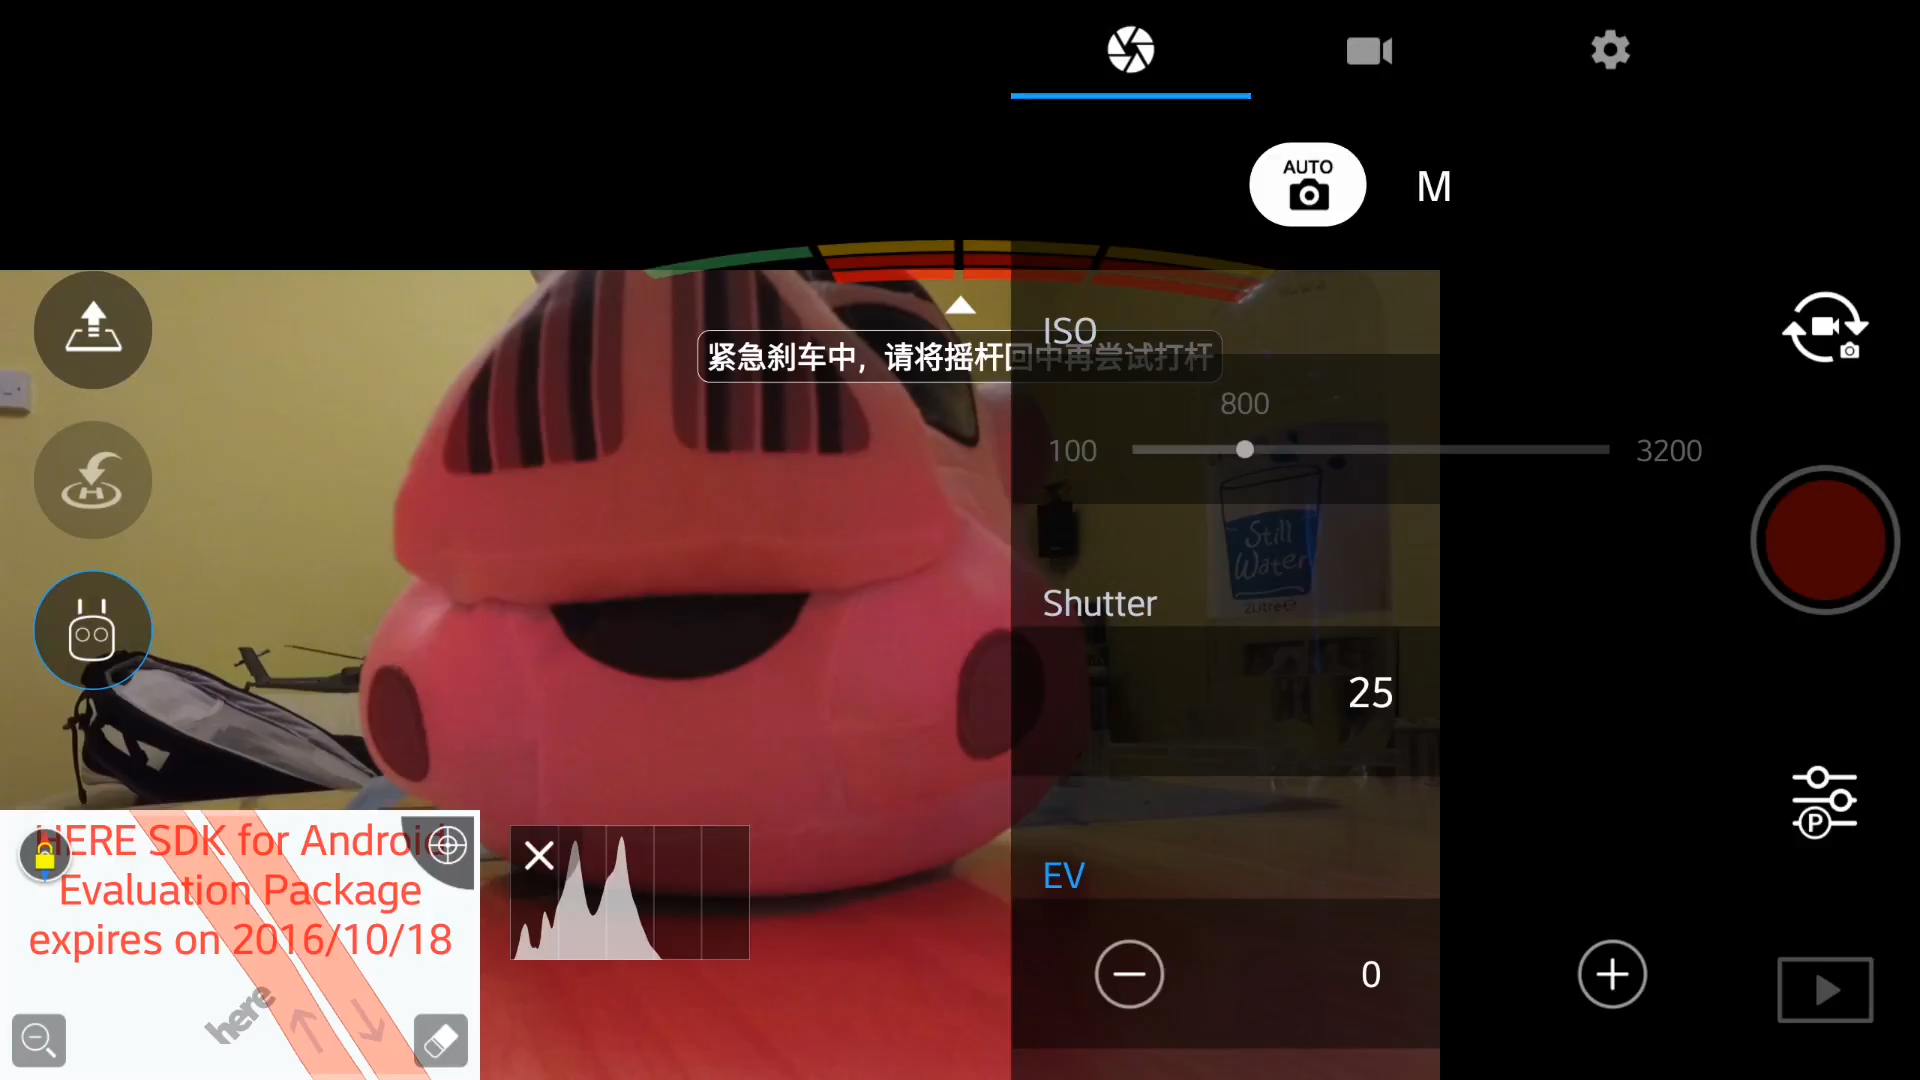 AUTO
M
ISO
紧急刹车中，请将摇杆回中再尝试打杆
800
100
3200
Still
Water
2Litre℮
Shutter
25
HERE SDK for Android
Evaluation Package
expires on 2016/10/18
here
EV
0
P
H